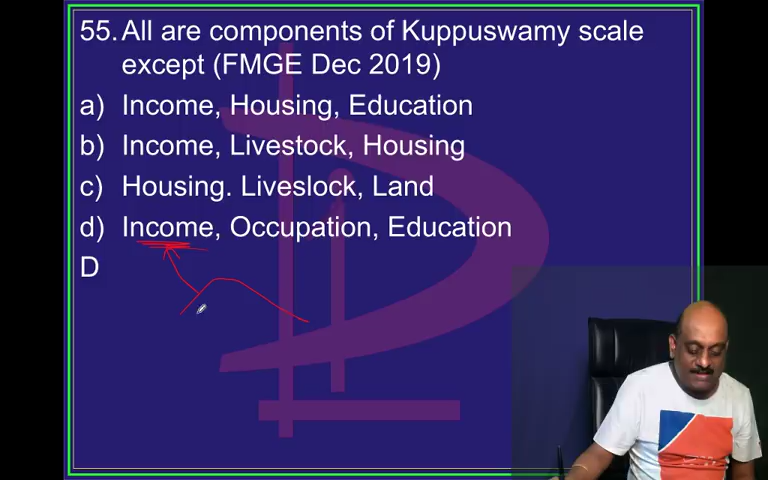 55. All are components of Kuppuswamy scale
except (FMGE Dec 2019)
a) Income, Housing, Education
b) Income, Livestock, Housing
c) Housing. Liveslock, Land
d) Income, Occupation, Education
D